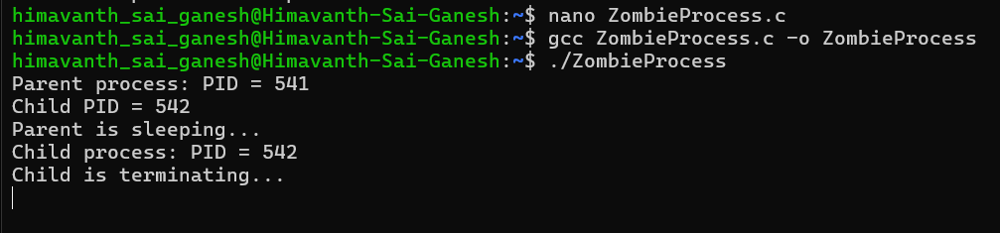 himavanth_sai_ganesh@Himavanth-Sai-Ganesh:~$ nano ZombieProcess.c
himavanth_sai_ganesh@Himavanth-Sai-Ganesh:~$ gcc ZombieProcess.c -o ZombieProcess
himavanth_sai_ganesh@Himavanth-Sai-Ganesh:~$ ./ZombieProcess
Parent process: PID = 541
Child PID = 542
Parent is sleeping...
Child process: PID = 542
Child is terminating...